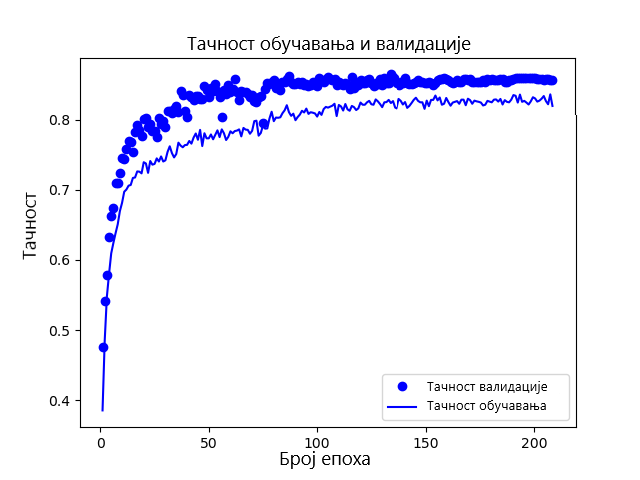 Тачност обучавања и валидације
Тачност
0.8
0.7
0.6
0.5
0.4
Тачност валидације
Тачност обучавања
0
50
100
150
200
Број епоха